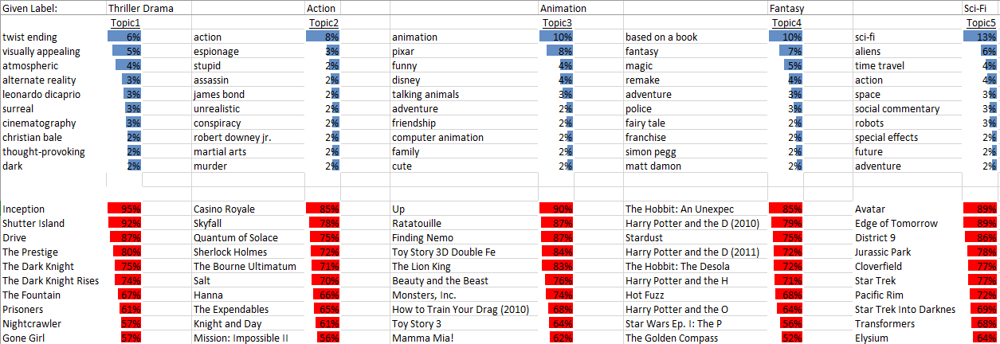 Given Label: Thriller Drama Action Animation Fantasy Sci-Fi
Topic1 Topic2 Topic3 Topic4 Topic5
twist ending 6% action 8% animation 10% based on a book 10% sci-fi 13%
visually appealing 5% espionage 3% pixar 8% fantasy 7% aliens 6%
atmospheric 4% stupid 2% funny 4% magic 5% time travel 4%
alternate reality 3% assassin 2% disney 4% remake 4% action 4%
leonardo dicaprio 3% james bond 2% talking animals 3% adventure 3% space 3%
surreal 3% unrealistic 2% adventure 2% police 3% social commentary 3%
cinematography 3% conspiracy 2% friendship 2% fairy tale 2% robots 3%
christian bale 2% robert downey jr. 2% computer animation 2% franchise 2% special effects 2%
thought-provoking 2% martial arts 2% family 2% simon pegg 2% future 2%
dark 2% murder 2% cute 2% matt damon 2% adventure 2%
Inception 95% Casino Royale 85% Up 90% The Hobbit: An Unexpec 85% Avatar 89%
Shutter Island 92% Skyfall 78% Ratatouille 87% Harry Potter and the D (2010) 79% Edge of Tomorrow 89%
Drive 87% Quantum of Solace 75% Finding Nemo 87% Stardust 75% District 9 86%
The Prestige 80% Sherlock Holmes 72% Toy Story 3D Double Fe 84% Harry Potter and the D (2011) 72% Jurassic Park 78%
The Dark Knight 75% The Bourne Ultimatum 71% The Lion King 83% The Hobbit: The Desola 72% Cloverfield 77%
The Dark Knight Rises 74% Salt 70% Beauty and the Beast 76% Harry Potter and the H 71% Star Trek 77%
The Fountain 67% Hanna 66% Monsters, Inc. 74% Hot Fuzz 68% Pacific Rim 72%
Prisoners 61% The Expendables 65% How to Train Your Drag (2010) 68% Harry Potter and the O 64% Star Trek Into Darknes 69%
Nightcrawler 57% Knight and Day 61% Toy Story 3 64% Star Wars Ep. I: The P 56% Transformers 68%
Gone Girl 57% Mission: Impossible II 56% Mamma Mia! 62% The Golden Compass 52% Elysium 64%